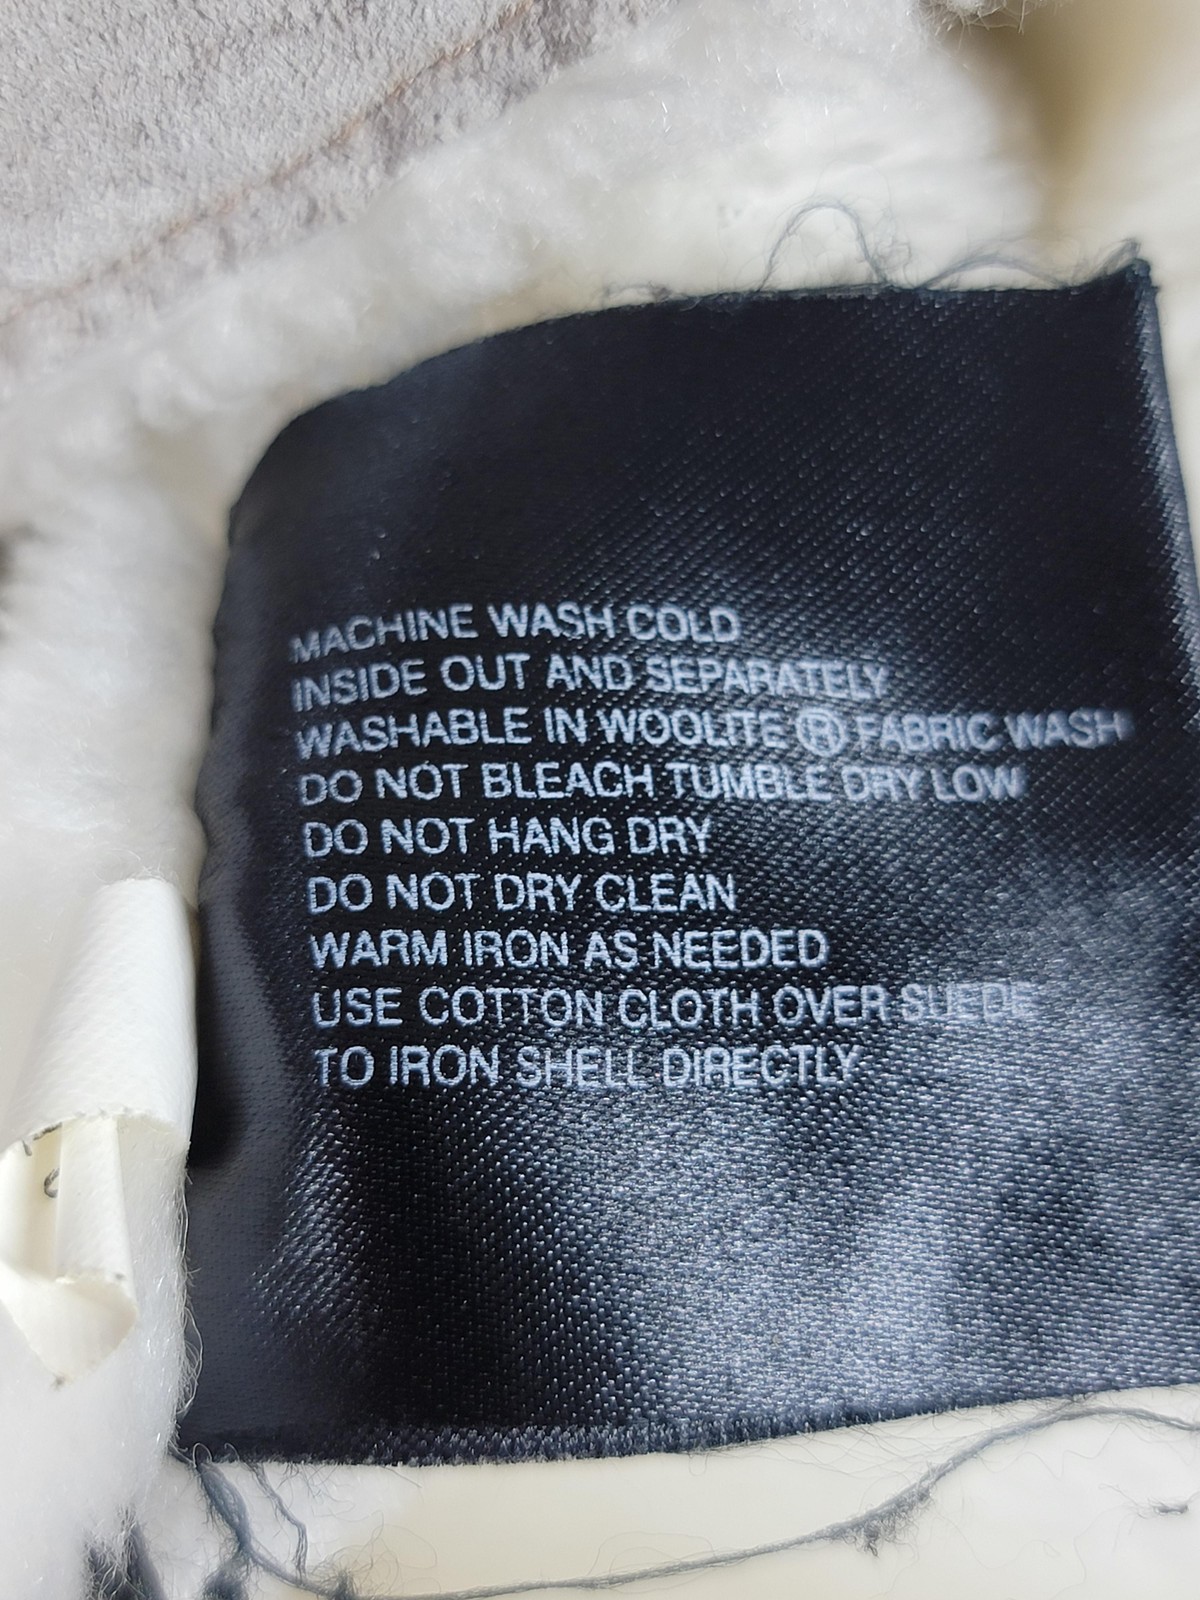 MACHINE WASH COLD
INSIDE OUT AND SEPARATELY
WASHABLE IN WOOLITE ® FABRIC WASH
DO NOT BLEACH TUMBLE DRY LOW
DO NOT HANG DRY
DO NOT DRY CLEAN
WARM IRON AS NEEDED
USE COTTON CLOTH OVER SUEDE
TO IRON SHELL DIRECTLY